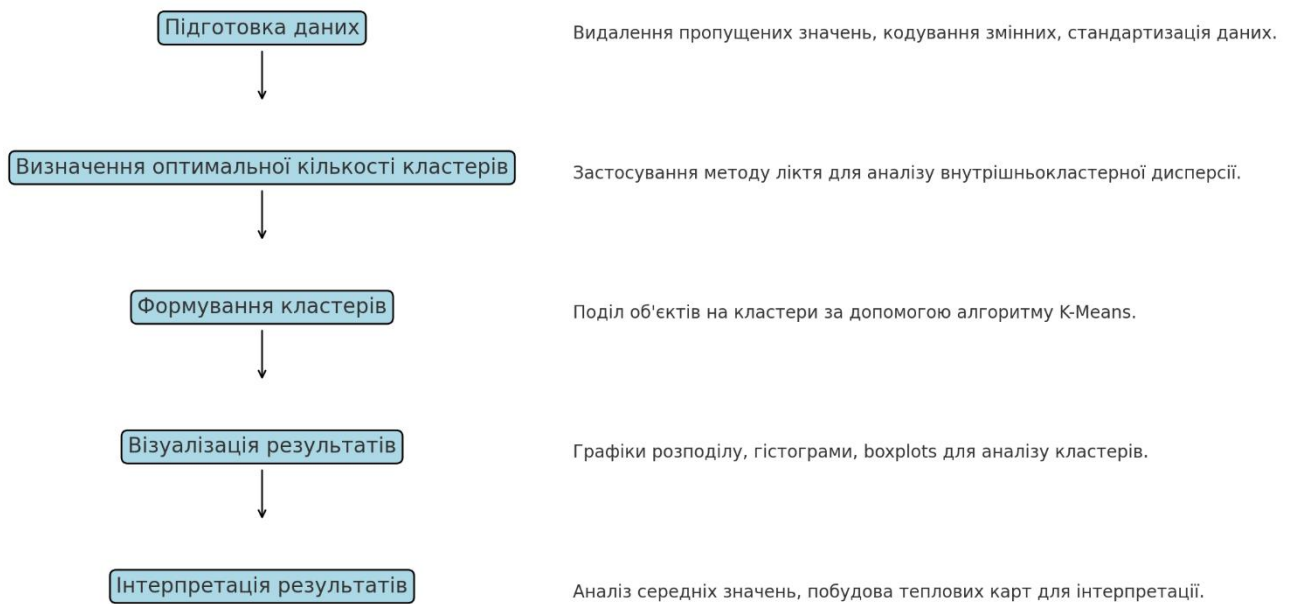 Підготовка даних
Видалення пропущених значень, кодування змінних, стандартизація даних.
Визначення оптимальної кількості кластерів
Застосування методу ліктя для аналізу внутрішньокластерної дисперсії.
Формування кластерів
Поділ об'єктів на кластери за допомогою алгоритму K-Means.
Візуалізація результатів
Графіки розподілу, гістограми, boxplots для аналізу кластерів.
Інтерпретація результатів
Аналіз середніх значень, побудова теплових карт для інтерпретації.